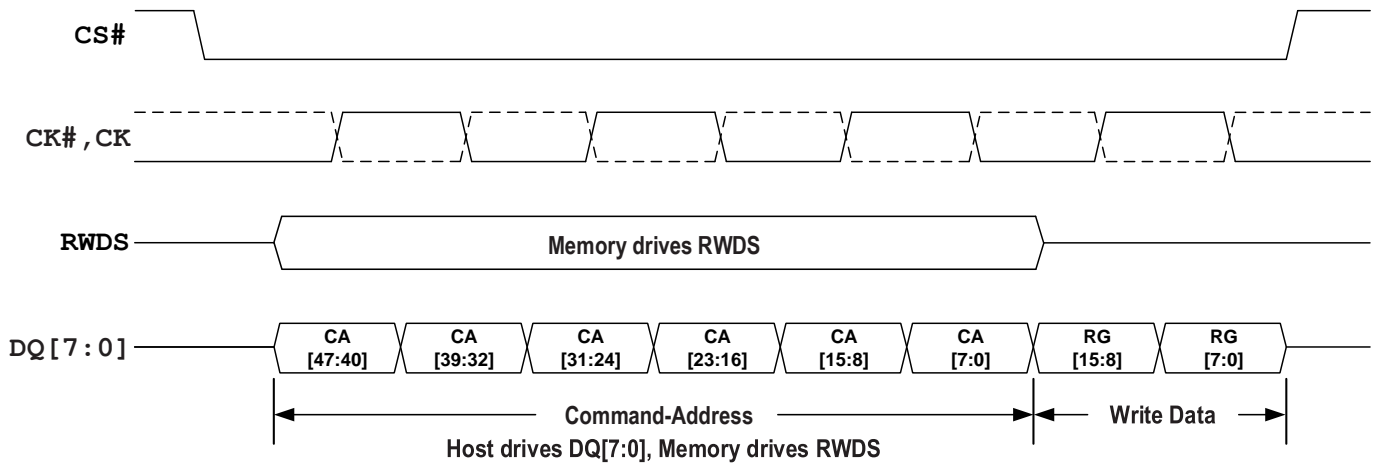 CS#
CK#,CK
RWDS
Memory drives RWDS
DQ[7:0]
CA CA CA CA CA CA RG RG
[47:40] [39:32] [31:24] [23:16] [15:8] [7:0] [15:8] [7:0]
Command-Address Write Data
Host drives DQ[7:0], Memory drives RWDS